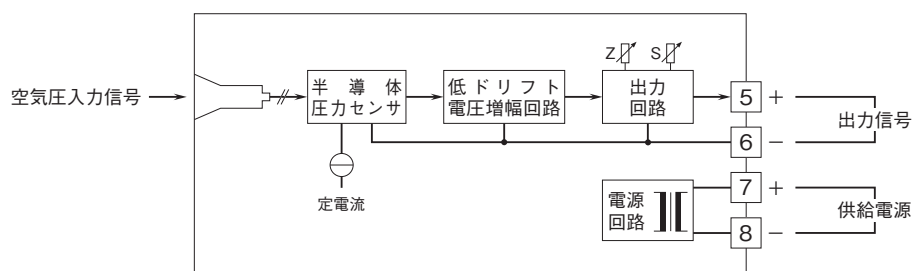 空気圧入力信号
半導体
圧力センサ
低ドリフト
電圧増幅回路
Z
S
出力
回路
5
+
6
−
出力信号
定電流
電源
回路
7
+
8
−
供給電源